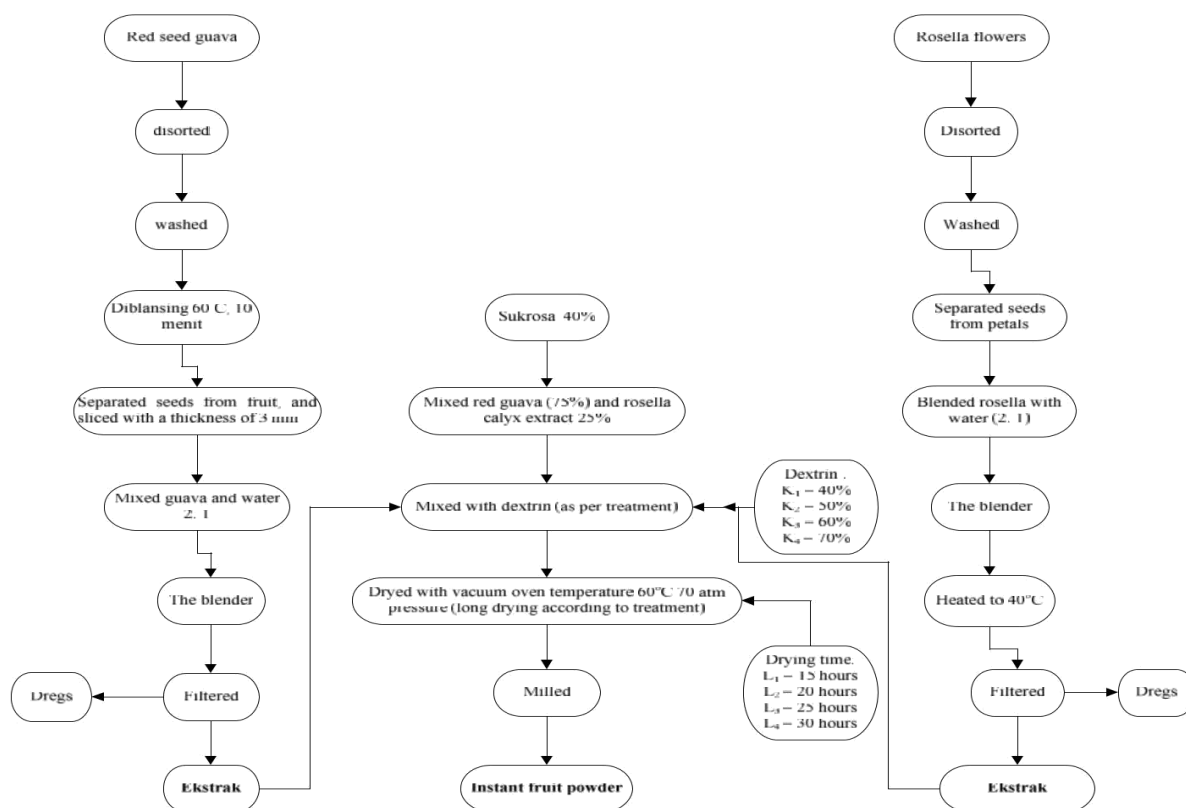 Red seed guava
disorted
washed
Diblansing 60 C, 10
menit
Separated seeds from fruit, and
sliced with a thickness of 3 mm
Mixed guava and water
2. 1
The blender
Filtered
Dregs
Ekstrak
Sukrosa 40%
Mixed red guava (75%) and rosella
calyx extract 25%
Mixed with dextrin (as per treatment)
Dextrin .
K₁ – 40%
K₂ – 50%
K₃ – 60%
K₄ – 70%
Dryed with vacuum oven temperature 60°C 70 atm
pressure (long drying according to treatment)
Drying time.
L₁ – 15 hours
L₂ – 20 hours
L₃ – 25 hours
L₄ – 30 hours
Milled
Instant fruit powder
Rosella flowers
Disorted
Washed
Separated seeds
from petals
Blended rosella with
water (2. 1)
The blender
Heated to 40°C
Filtered
Dregs
Ekstrak